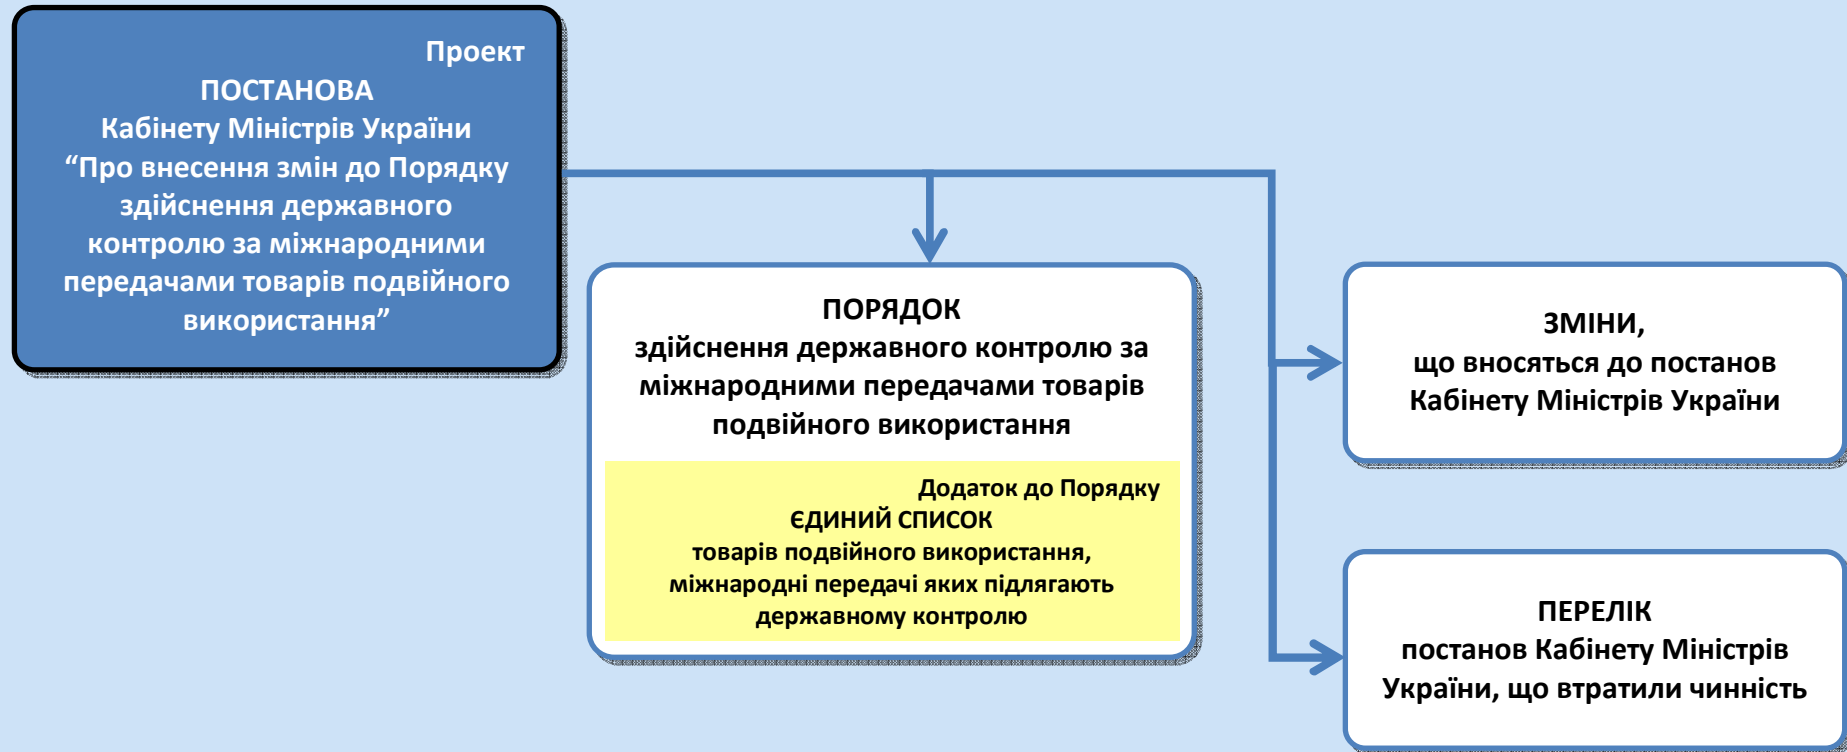 Проект
ПОСТАНОВА
Кабінету Міністрів України
“Про внесення змін до Порядку
здійснення державного
контролю за міжнародними
передачами товарів подвійного
використання”
ПОРЯДОК
здійснення державного контролю за
міжнародними передачами товарів
подвійного використання
Додаток до Порядку
ЄДИНИЙ СПИСОК
товарів подвійного використання,
міжнародні передачі яких підлягають
державному контролю
ЗМІНИ,
що вносяться до постанов
Кабінету Міністрів України
ПЕРЕЛІК
постанов Кабінету Міністрів
України, що втратили чинність